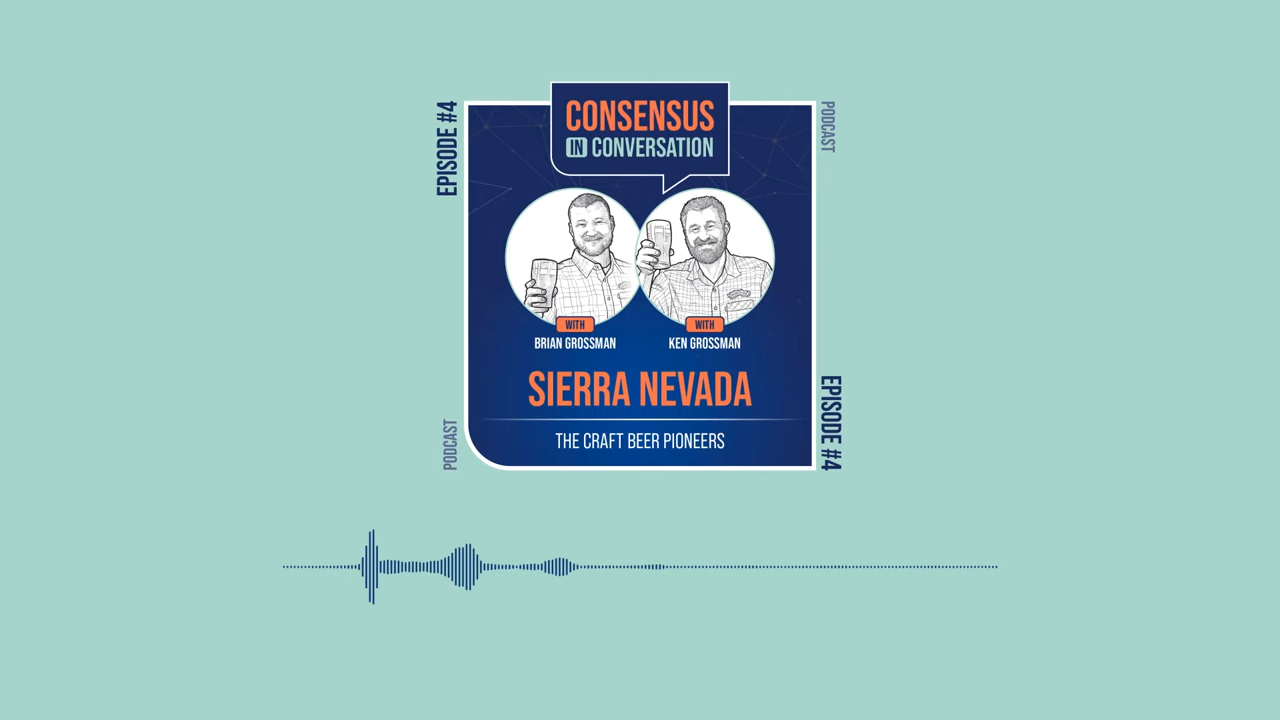 EPISODE #4
PODCAST
CONSENSUS
IN CONVERSATION
WITH
BRIAN GROSSMAN
WITH
KEN GROSSMAN
SIERRA NEVADA
THE CRAFT BEER PIONEERS
PODCAST
EPISODE #4